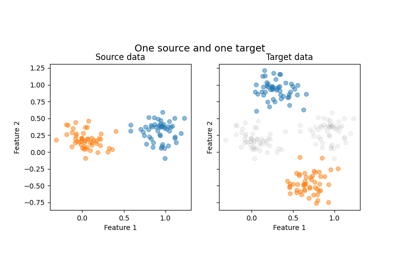 One source and one target
Source data
Target data
1.25
1.00
0.75
0.50
0.25
0.00
−0.25
−0.50
−0.75
Feature 2
0.0
0.5
1.0
Feature 1
Feature 2
0.0
0.5
1.0
Feature 1